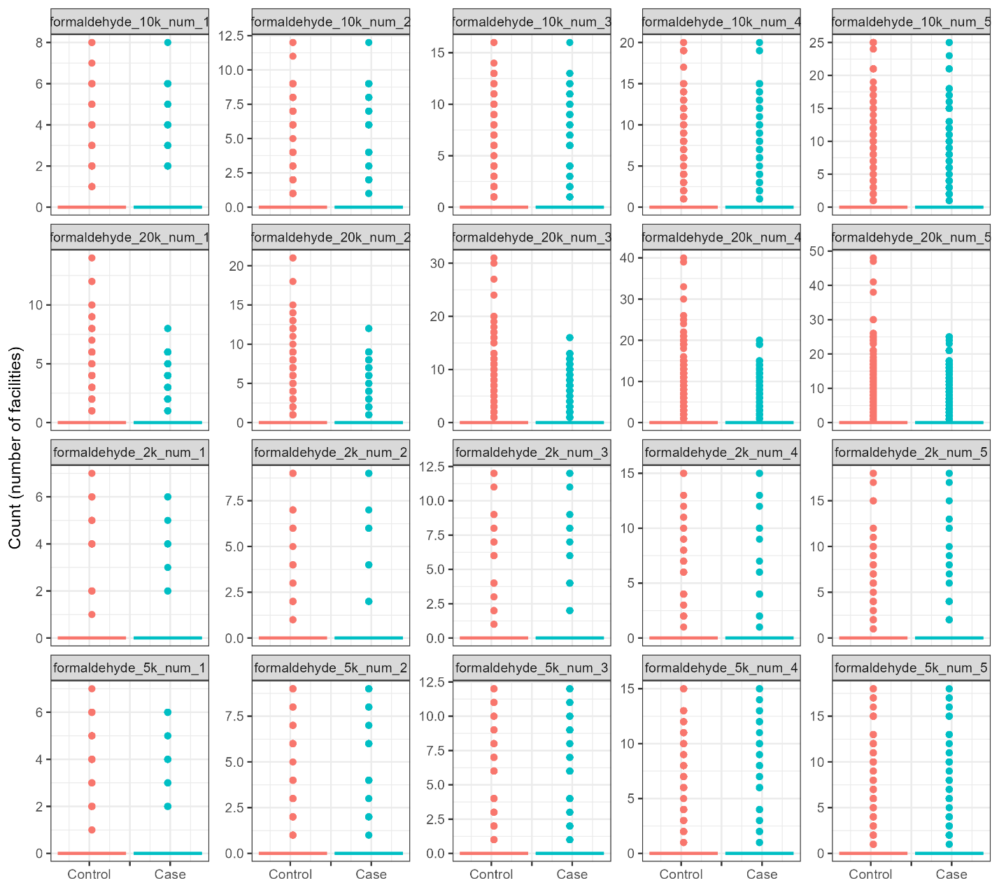 formaldehyde_10k_num_1 formaldehyde_10k_num_2 formaldehyde_10k_num_3 formaldehyde_10k_num_4 formaldehyde_10k_num_5
8 6 4 2 0
12.5 10.0 7.5 5.0 2.5 0.0
15 10 5 0
20 15 10 5 0
25 20 15 10 5 0
formaldehyde_20k_num_1 formaldehyde_20k_num_2 formaldehyde_20k_num_3 formaldehyde_20k_num_4 formaldehyde_20k_num_5
10 5 0
20 15 10 5 0
30 20 10 0
40 30 20 10 0
50 40 30 20 10 0
Count (number of facilities)
formaldehyde_2k_num_1 formaldehyde_2k_num_2 formaldehyde_2k_num_3 formaldehyde_2k_num_4 formaldehyde_2k_num_5
6 4 2 0
7.5 5.0 2.5 0.0
12.5 10.0 7.5 5.0 2.5 0.0
15 10 5 0
15 10 5 0
formaldehyde_5k_num_1 formaldehyde_5k_num_2 formaldehyde_5k_num_3 formaldehyde_5k_num_4 formaldehyde_5k_num_5
6 4 2 0
7.5 5.0 2.5 0.0
12.5 10.0 7.5 5.0 2.5 0.0
15 10 5 0
15 10 5 0
Control Case Control Case Control Case Control Case Control Case